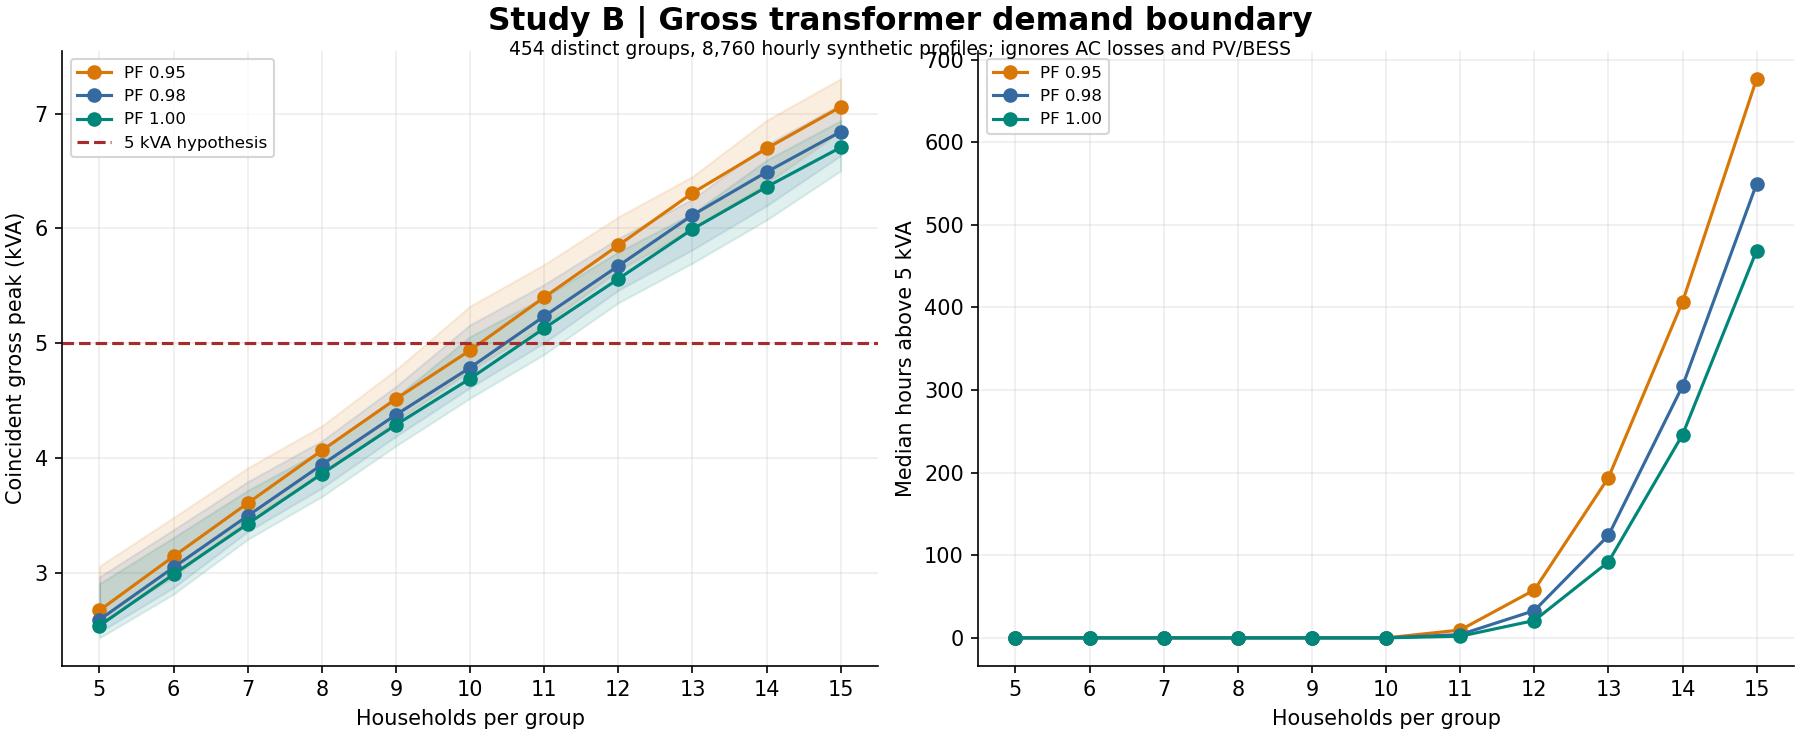 Study B | Gross transformer demand boundary
454 distinct groups, 8,760 hourly synthetic profiles; ignores AC losses and PV/BESS
PF 0.95
PF 0.98
PF 1.00
5 kVA hypothesis
Coincident gross peak (kVA)
7
6
5
4
3
5 6 7 8 9 10 11 12 13 14 15
Households per group
PF 0.95
PF 0.98
PF 1.00
Median hours above 5 kVA
700
600
500
400
300
200
100
0
5 6 7 8 9 10 11 12 13 14 15
Households per group